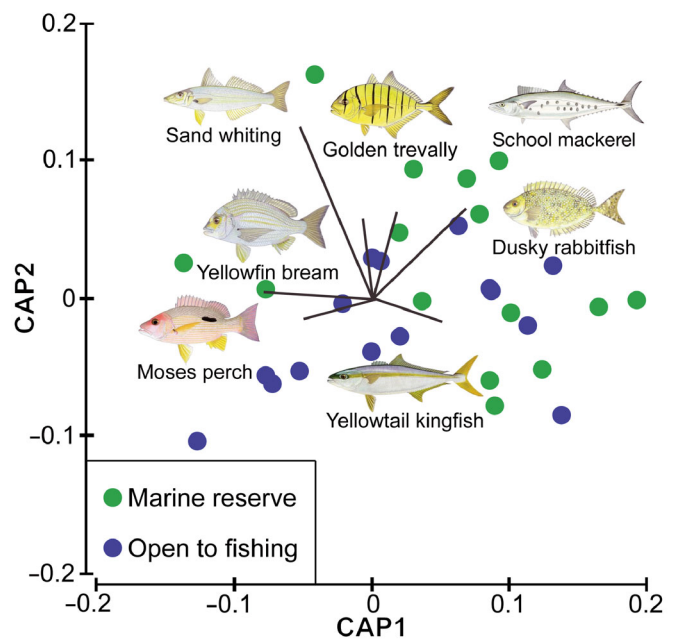 0.2
Sand whiting
Golden trevally
School mackerel
0.1
Dusky rabbitfish
Yellowfin bream
CAP2
0
Moses perch
Yellowtail kingfish
–0.1
Marine reserve
Open to fishing
–0.2
–0.2
–0.1
0
0.1
0.2
CAP1